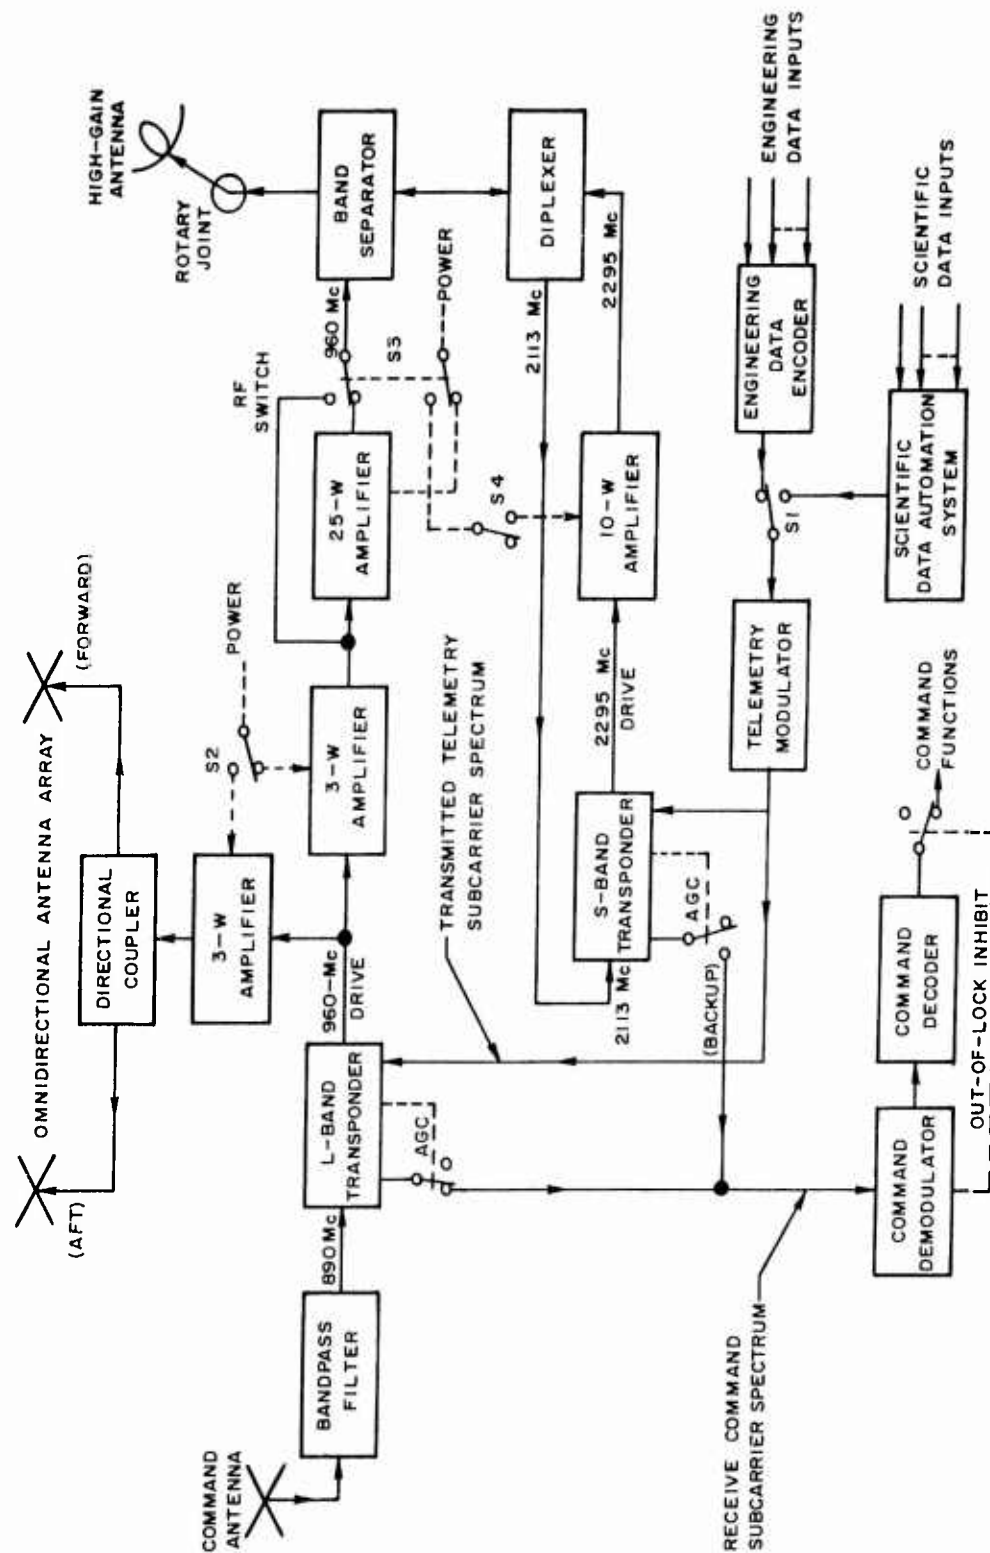 OMNIDIRECTIONAL ANTENNA ARRAY
(AFT)
(FORWARD)
DIRECTIONAL
COUPLER
HIGH-GAIN
ANTENNA
ROTARY
JOINT
COMMAND
ANTENNA
BANDPASS
FILTER
890 Mc
L-BAND
TRANSPONDER
960-Mc
DRIVE
3-W
AMPLIFIER
S2
POWER
3-W
AMPLIFIER
25-W
AMPLIFIER
RF
SWITCH
960 Mc
S3
POWER
BAND
SEPARATOR
AGC
TRANSMITTED TELEMETRY
SUBCARRIER SPECTRUM
S4
2113 Mc
DIPLEXER
2113 Mc
S-BAND
TRANSPONDER
2295 Mc
DRIVE
10-W
AMPLIFIER
2295 Mc
AGC
(BACKUP)
TELEMETRY
MODULATOR
S1
ENGINEERING
DATA
ENCODER
ENGINEERING
DATA INPUTS
RECEIVE COMMAND
SUBCARRIER SPECTRUM
COMMAND
DEMODULATOR
COMMAND
DECODER
COMMAND
FUNCTIONS
SCIENTIFIC
DATA AUTOMATION
SYSTEM
SCIENTIFIC
DATA INPUTS
OUT-OF-LOCK INHIBIT